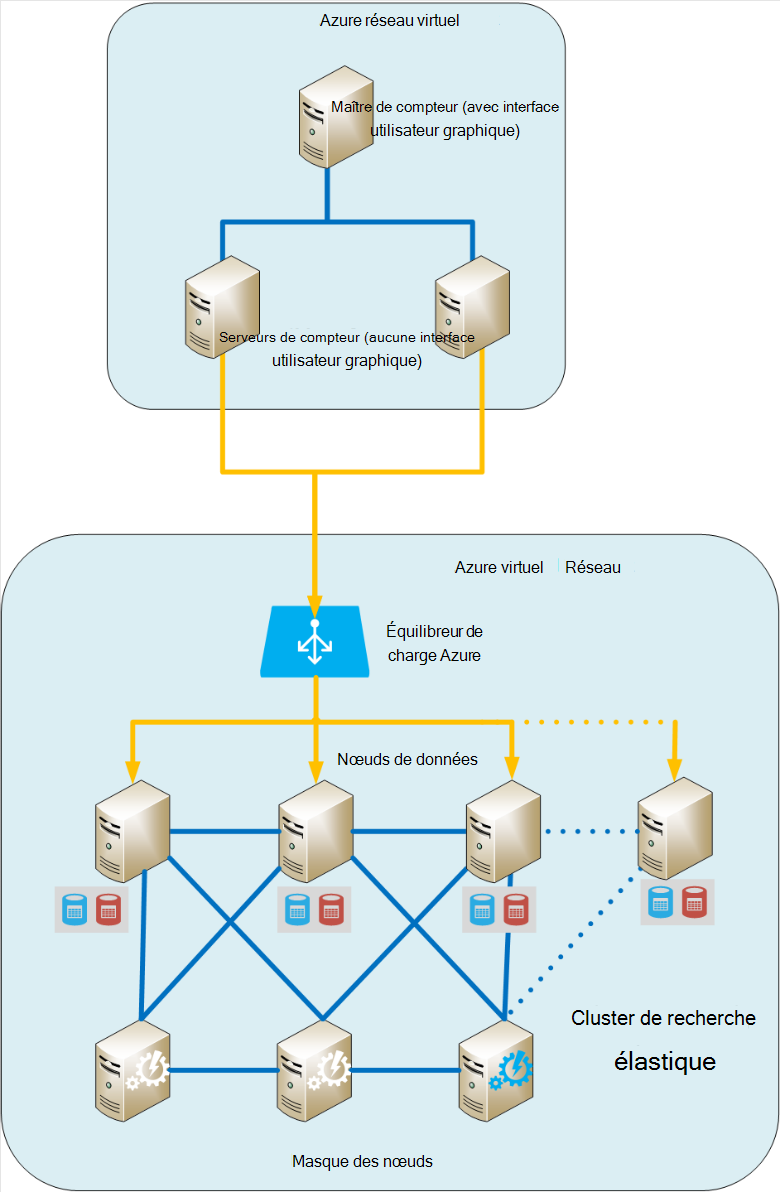 Azure réseau virtuel
Maître de compteur (avec interface
utilisateur graphique)
Serveurs de compteur (aucune interface
utilisateur graphique)
Azure virtuel Réseau
Équilibreur de
charge Azure
Nœuds de données
Cluster de recherche
élastique
Masque des nœuds